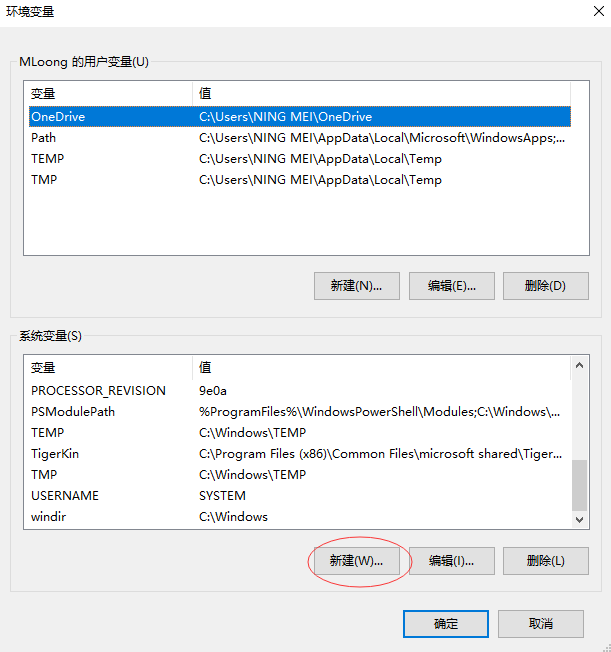 环境变量
MLoong 的用户变量(U)
变量 值
OneDrive C:\Users\NING MEI\OneDrive
Path C:\Users\NING MEI\AppData\Local\Microsoft\WindowsApps;...
TEMP C:\Users\NING MEI\AppData\Local\Temp
TMP C:\Users\NING MEI\AppData\Local\Temp
新建(N)... 编辑(E)... 删除(D)
系统变量(S)
变量 值
PROCESSOR_REVISION 9e0a
PSModulePath %ProgramFiles%\WindowsPowerShell\Modules;C:\Windows\...
TEMP C:\Windows\TEMP
TigerKin C:\Program Files (x86)\Common Files\microsoft shared\Tiger...
TMP C:\Windows\TEMP
USERNAME SYSTEM
windir C:\Windows
新建(W)... 编辑(I)... 删除(L)
确定 取消